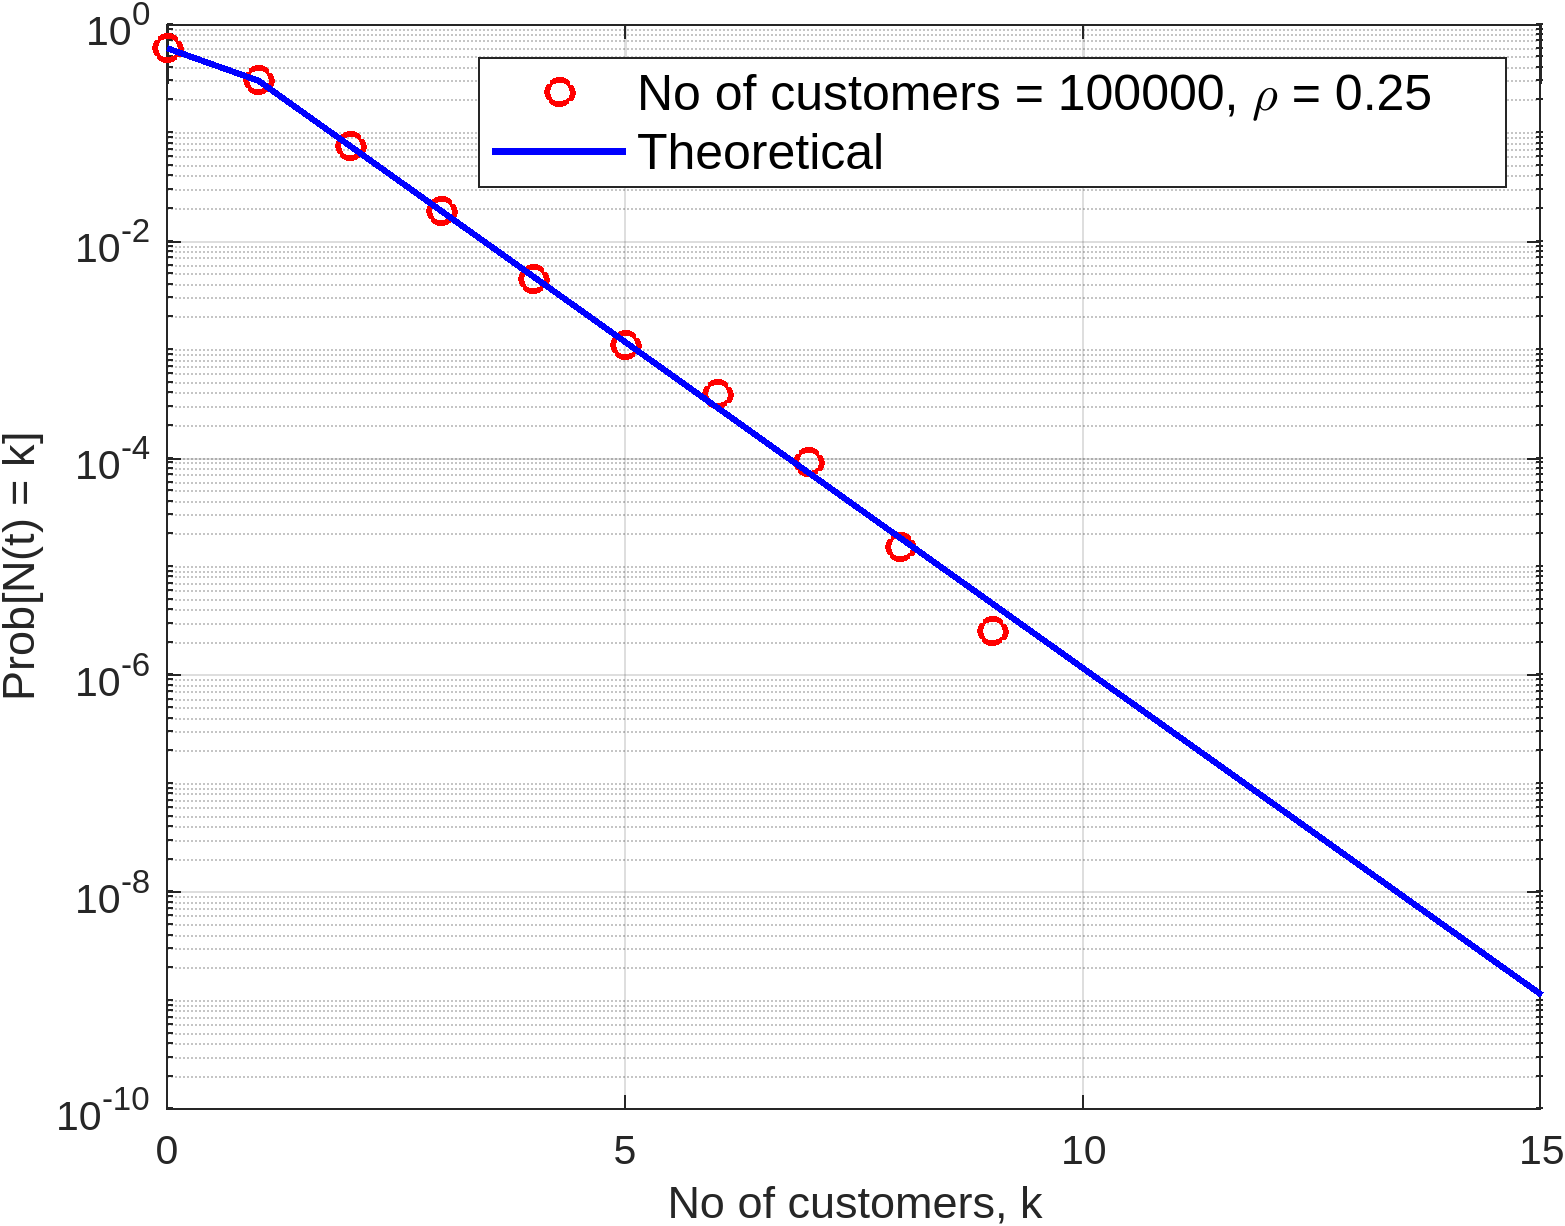 No of customers = 100000, ρ = 0.25
Theoretical
10^0
10^-2
10^-4
10^-6
10^-8
10^-10
Prob[N(t) = k]
0 5 10 15
No of customers, k